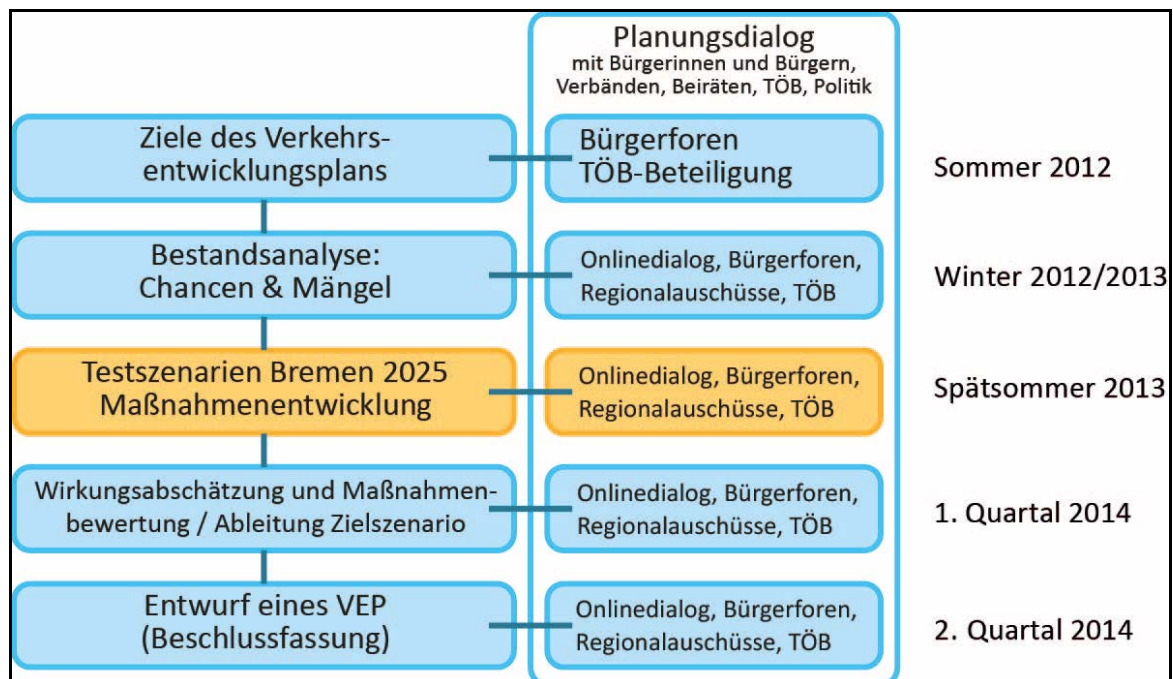 Planungsdialog
mit Bürgerinnen und Bürgern,
Verbänden, Beiräten, TÖB, Politik
Ziele des Verkehrs-
entwicklungsplans
Bürgerforen
TÖB-Beteiligung
Sommer 2012
Bestandsanalyse:
Chancen & Mängel
Onlinedialog, Bürgerforen,
Regionalauschüsse, TÖB
Winter 2012/2013
Testszenarien Bremen 2025
Maßnahmenentwicklung
Onlinedialog, Bürgerforen,
Regionalauschüsse, TÖB
Spätsommer 2013
Wirkungsabschätzung und Maßnahmen-
bewertung / Ableitung Zielszenario
Onlinedialog, Bürgerforen,
Regionalauschüsse, TÖB
1. Quartal 2014
Entwurf eines VEP
(Beschlussfassung)
Onlinedialog, Bürgerforen,
Regionalauschüsse, TÖB
2. Quartal 2014